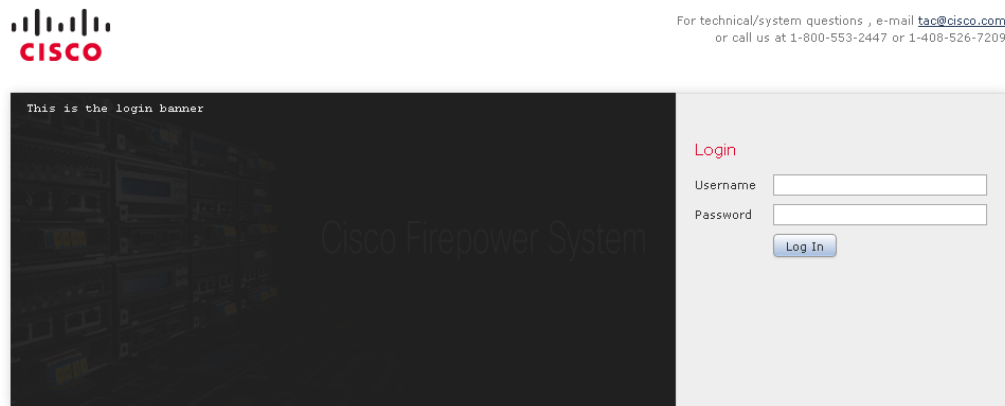 CISCO
For technical/system questions , e-mail tac@cisco.com
or call us at 1-800-553-2447 or 1-408-526-7209
This is the login banner
Cisco Firepower System
Login
Username
Password
Log In